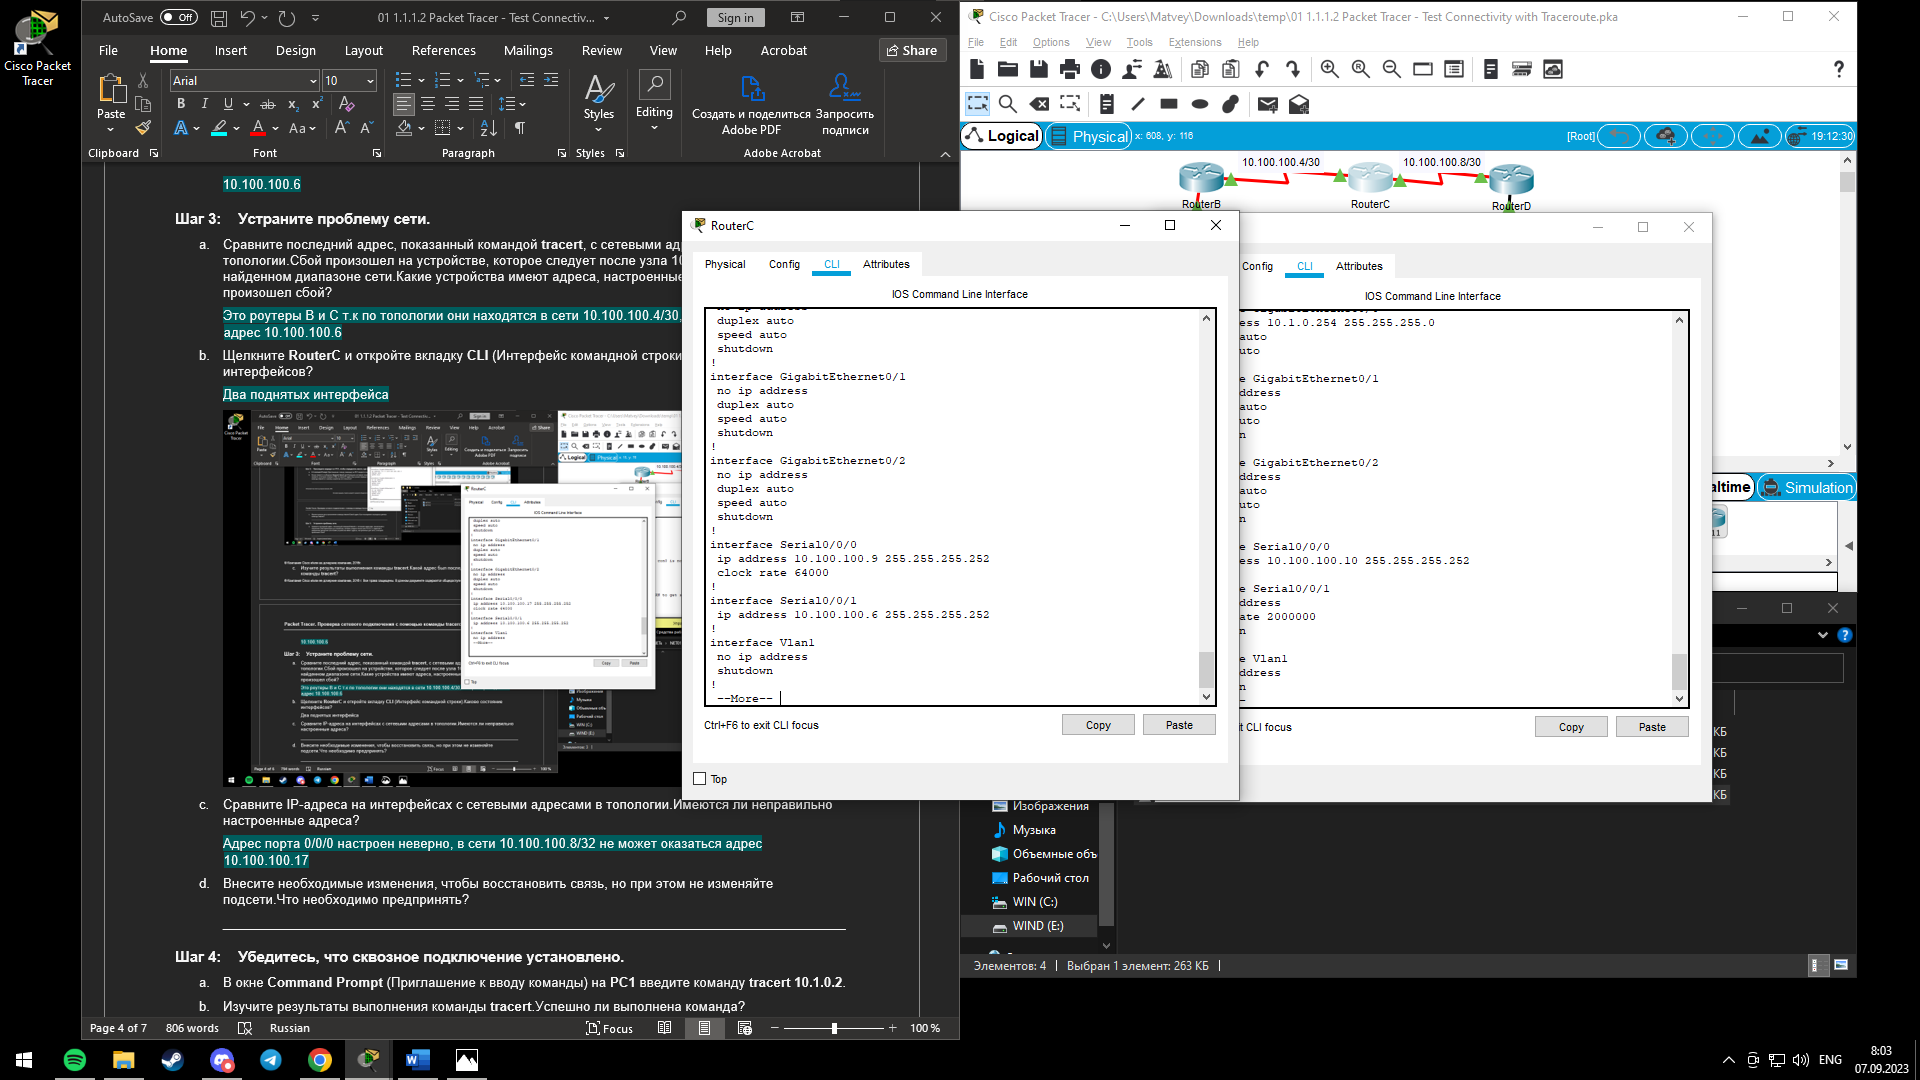 Cisco Packet Tracer
AutoSave Off
01 1.1.1.2 Packet Tracer - Test Connectiv...
Sign in
File Home Insert Design Layout References Mailings Review View Help Acrobat
Share
Paste
Clipboard
Arial
10
Font
Paragraph
Styles
Styles
Editing
Создать и поделиться Adobe PDF
Запросить подписи
Adobe Acrobat
10.100.100.6
Шаг 3: Устраните проблему сети.
a. Сравните последний адрес, показанный командой tracert, с сетевыми ад
топологии.Сбой произошел на устройстве, которое следует после узла 10
найденном диапазоне сети.Какие устройства имеют адреса, настроенные
произошел сбой?
Это роутеры В и С т.к по топологии они находятся в сети 10.100.100.4/30,
адрес 10.100.100.6
b. Щелкните RouterC и откройте вкладку CLI (Интерфейс командной строки
интерфейсов?
Два поднятых интерфейса
c. Сравните IP-адреса на интерфейсах с сетевыми адресами в топологии.Имеются ли неправильно
настроенные адреса?
Адрес порта 0/0/0 настроен неверно, в сети 10.100.100.8/32 не может оказаться адрес
10.100.100.17
d. Внесите необходимые изменения, чтобы восстановить связь, но при этом не изменяйте
подсети.Что необходимо предпринять?
Шаг 4: Убедитесь, что сквозное подключение установлено.
a. В окне Command Prompt (Приглашение к вводу команды) на PC1 введите команду tracert 10.1.0.2.
b. Изучите результаты выполнения команды tracert.Успешно ли выполнена команда?
Page 4 of 7
806 words
Russian
Focus
100 %
Cisco Packet Tracer - C:\Users\Matvey\Downloads\temp\01 1.1.1.2 Packet Tracer - Test Connectivity with Traceroute.pka
File Edit Options View Tools Extensions Help
Logical
Physical
x: 608, y: 116
[Root]
19:12:30
10.100.100.4/30
10.100.100.8/30
RouterB
RouterC
RouterD
RouterC
Physical Config CLI Attributes
IOS Command Line Interface
no ip address
duplex auto
speed auto
shutdown
!
interface GigabitEthernet0/1
no ip address
duplex auto
speed auto
shutdown
!
interface GigabitEthernet0/2
no ip address
duplex auto
speed auto
shutdown
!
interface Serial0/0/0
ip address 10.100.100.9 255.255.255.252
clock rate 64000
!
interface Serial0/0/1
ip address 10.100.100.6 255.255.255.252
!
interface Vlan1
no ip address
shutdown
!
--More--
Ctrl+F6 to exit CLI focus
Copy
Paste
Top
Config CLI Attributes
IOS Command Line Interface
ess 10.1.0.254 255.255.255.0
auto
uto
e GigabitEthernet0/1
address
auto
uto
n
e GigabitEthernet0/2
address
auto
uto
n
e Serial0/0/0
ess 10.100.100.10 255.255.255.252
e Serial0/0/1
ddress
ate 2000000
n
e Vlan1
ddress
n
it CLI focus
Copy
Paste
altime
Simulation
11
КБ
КБ
КБ
КБ
Изображения
Музыка
Объемные объ
Рабочий стол
WIN (C:)
WIND (E:)
Элементов: 4
Выбран 1 элемент: 263 КБ
ENG
8:03
07.09.2023